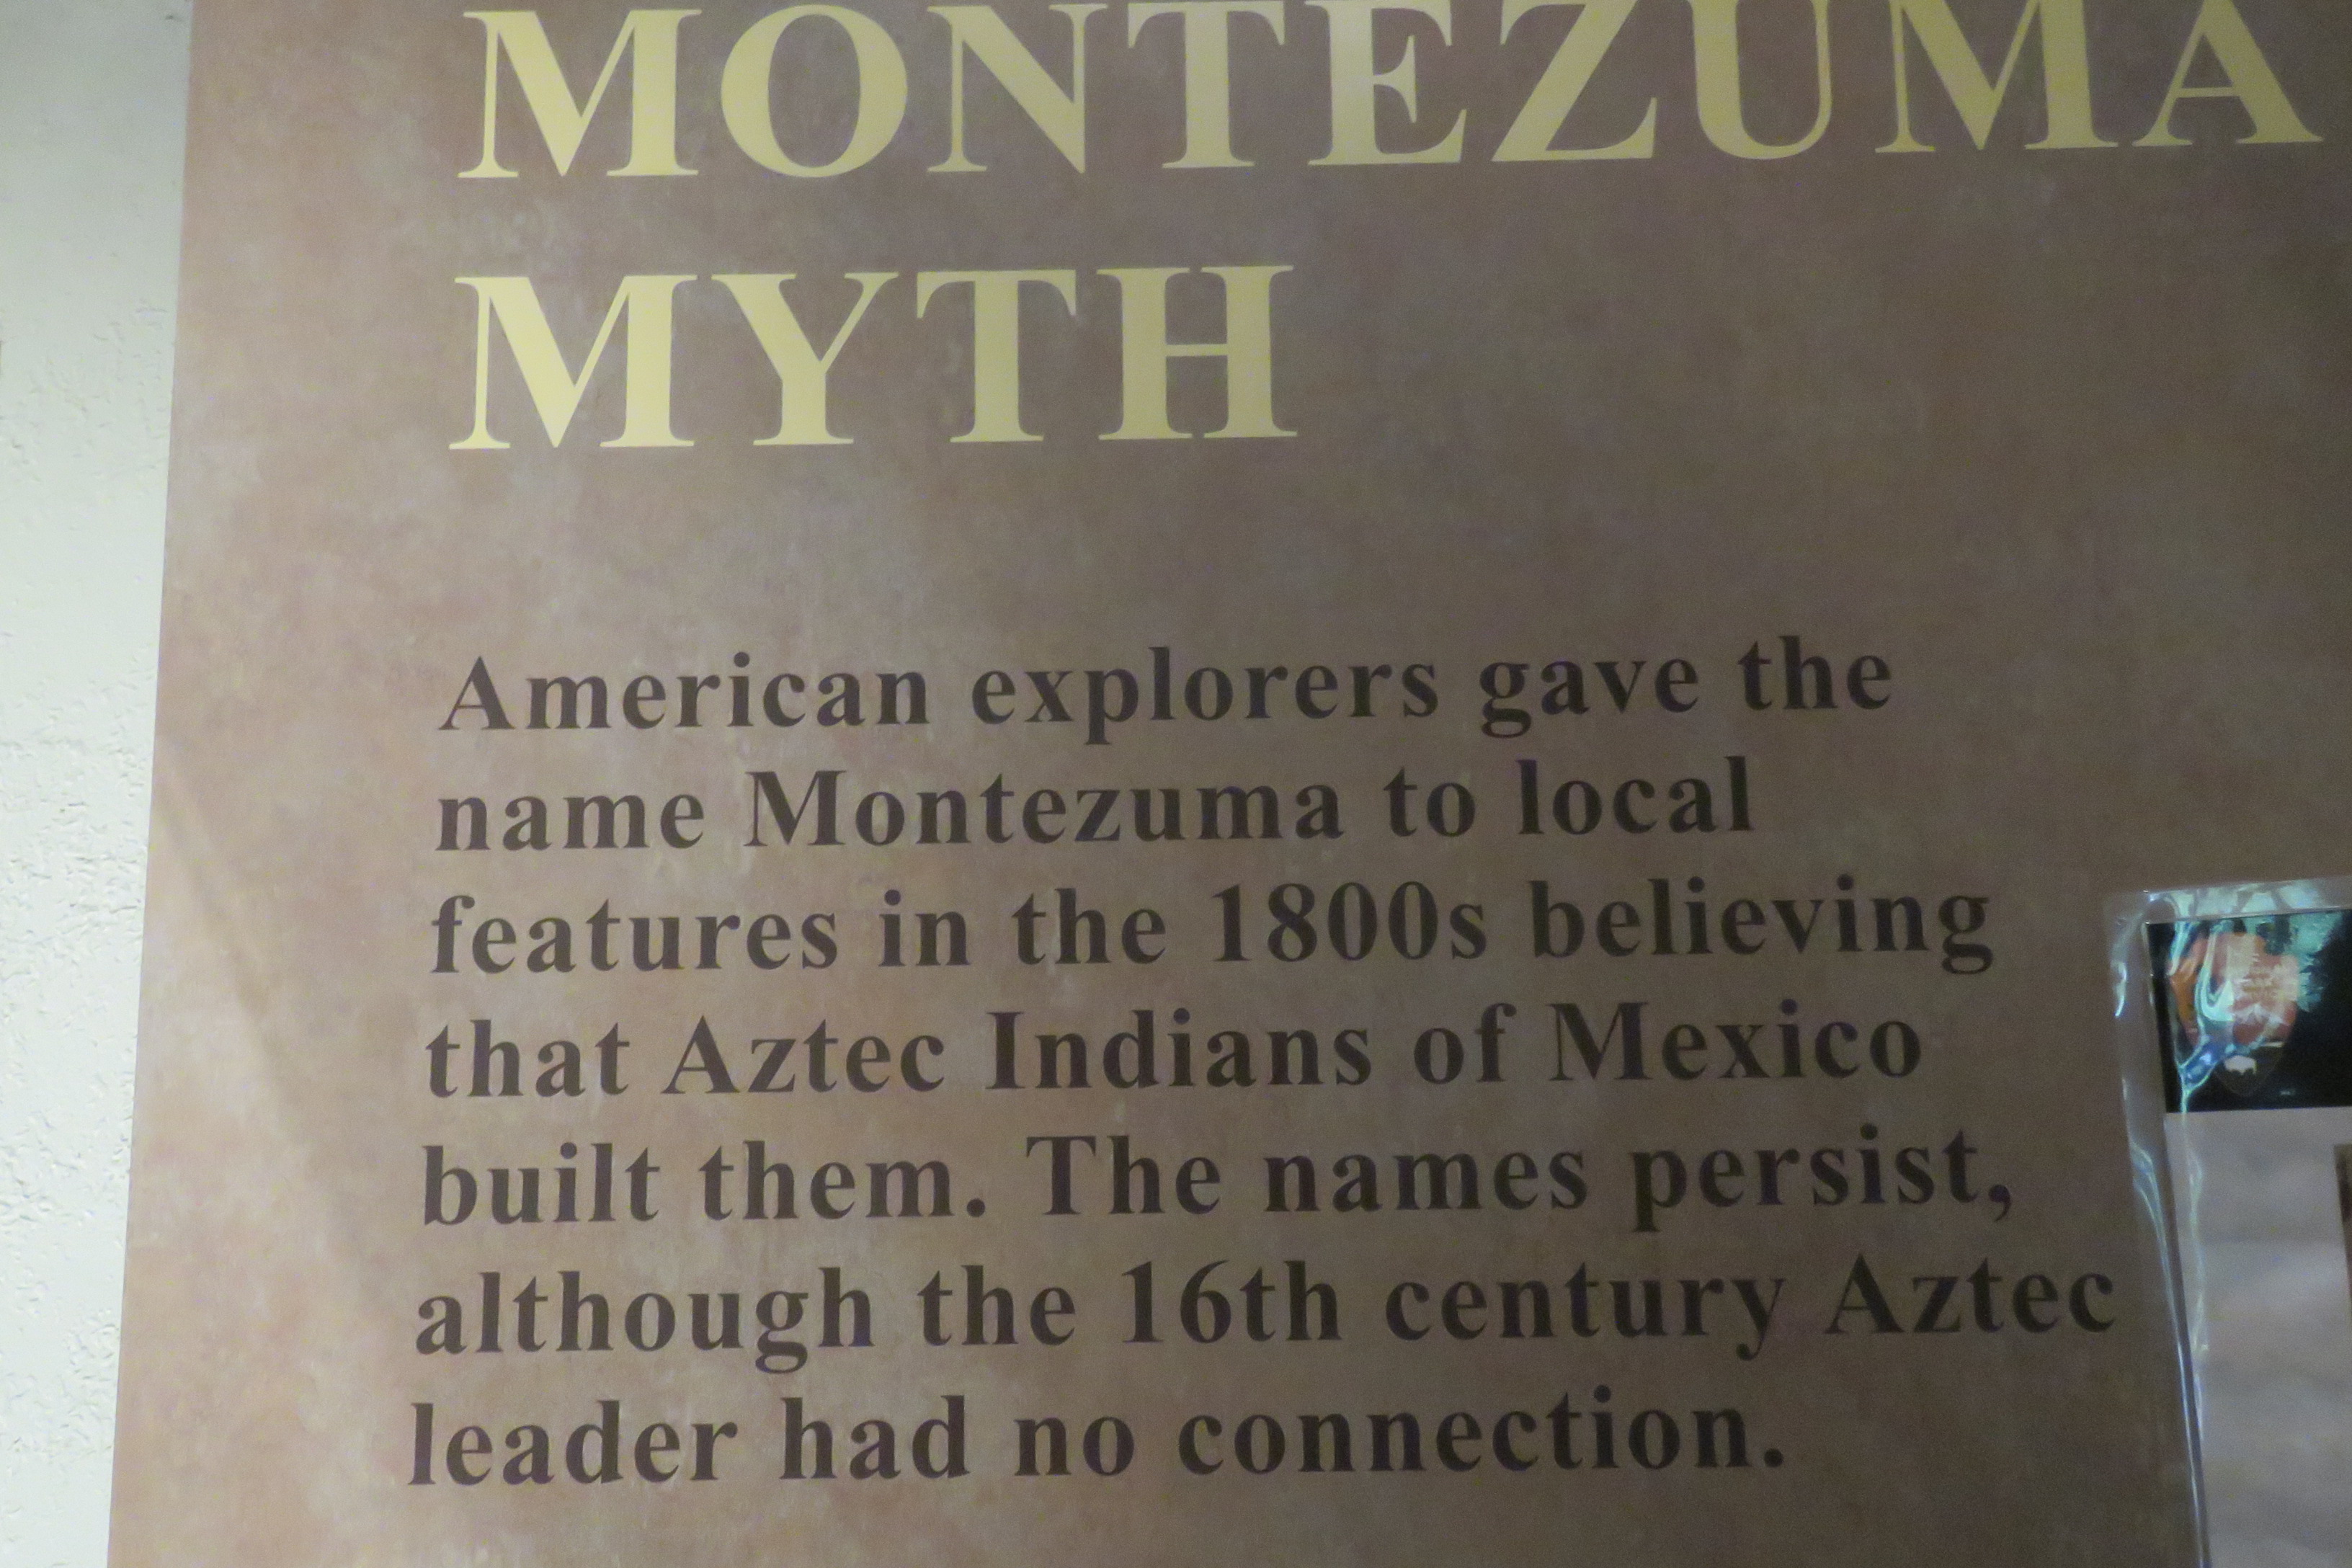 MONTEZUMA
MYTH
American explorers gave the
name Montezuma to local
features in the 1800s believing
that Aztec Indians of Mexico
built them. The names persist,
although the 16th century Aztec
leader had no connection.